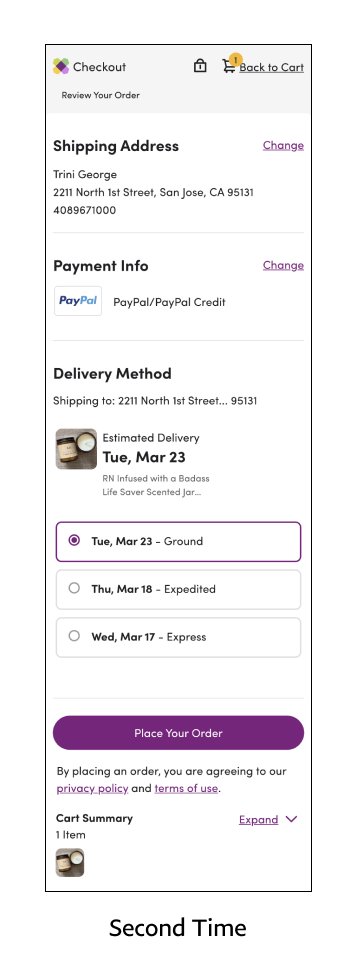 Checkout
1
Back to Cart
Review Your Order
Shipping Address
Change
Trini George
2211 North 1st Street, San Jose, CA 95131
4089671000
Payment Info
Change
PayPal
PayPal/PayPal Credit
Delivery Method
Shipping to: 2211 North 1st Street... 95131
Estimated Delivery
Tue, Mar 23
RN Infused with a Badass
Life Saver Scented Jar...
Tue, Mar 23 - Ground
Thu, Mar 18 - Expedited
Wed, Mar 17 - Express
Place Your Order
By placing an order, you are agreeing to our
privacy policy and terms of use.
Cart Summary
Expand
1 Item
Second Time